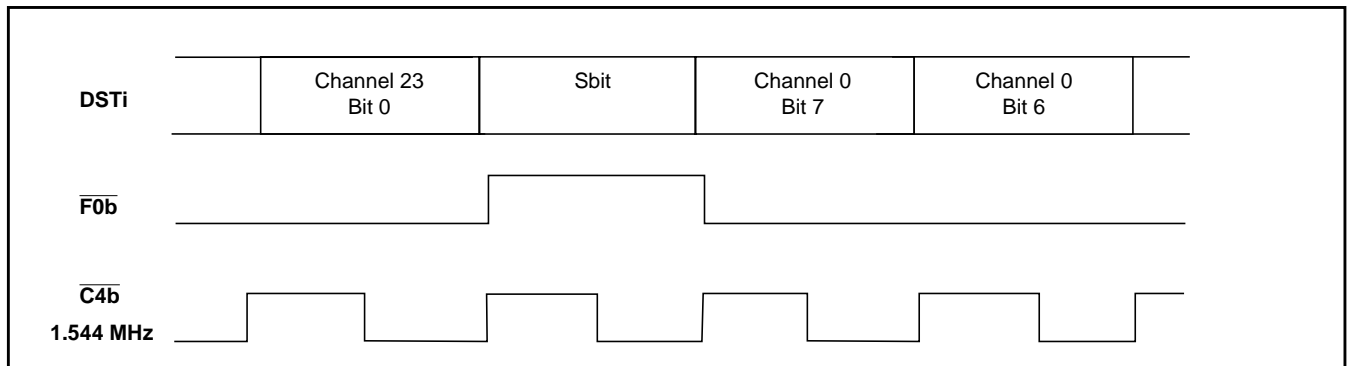 DSTi
Channel 23
Bit 0
Sbit
Channel 0
Bit 7
Channel 0
Bit 6
F0b
C4b
1.544 MHz